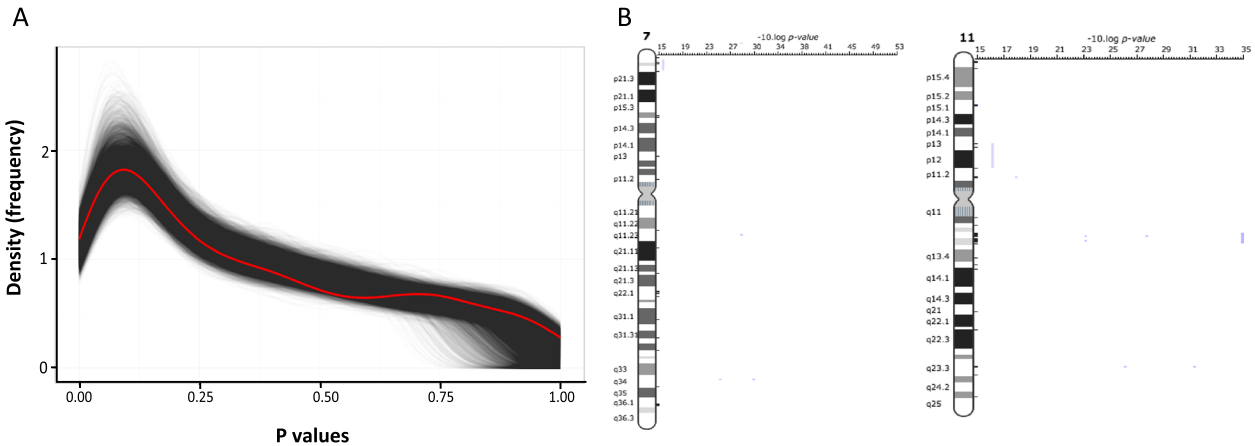 A
Density (frequency)
2
1
0
0.00 0.25 0.50 0.75 1.00
P values
B
7
-10.log p-value
15 19 23 27 30 34 38 41 45 49 53
p21.3
p21.1
p15.3
p14.3
p14.1
p13
p11.2
q11.21
q11.22
q11.23
q21.11
q21.13
q21.3
q22.1
q31.1
q31.31
q33
q34
q35
q36.1
q36.3
11
-10.log p-value
15 17 19 21 23 25 27 29 31 33 35
p15.4
p15.2
p15.1
p14.3
p14.1
p13
p12
p11.2
q11
q13.4
q14.1
q14.3
q21
q22.1
q22.3
q23.3
q24.2
q25